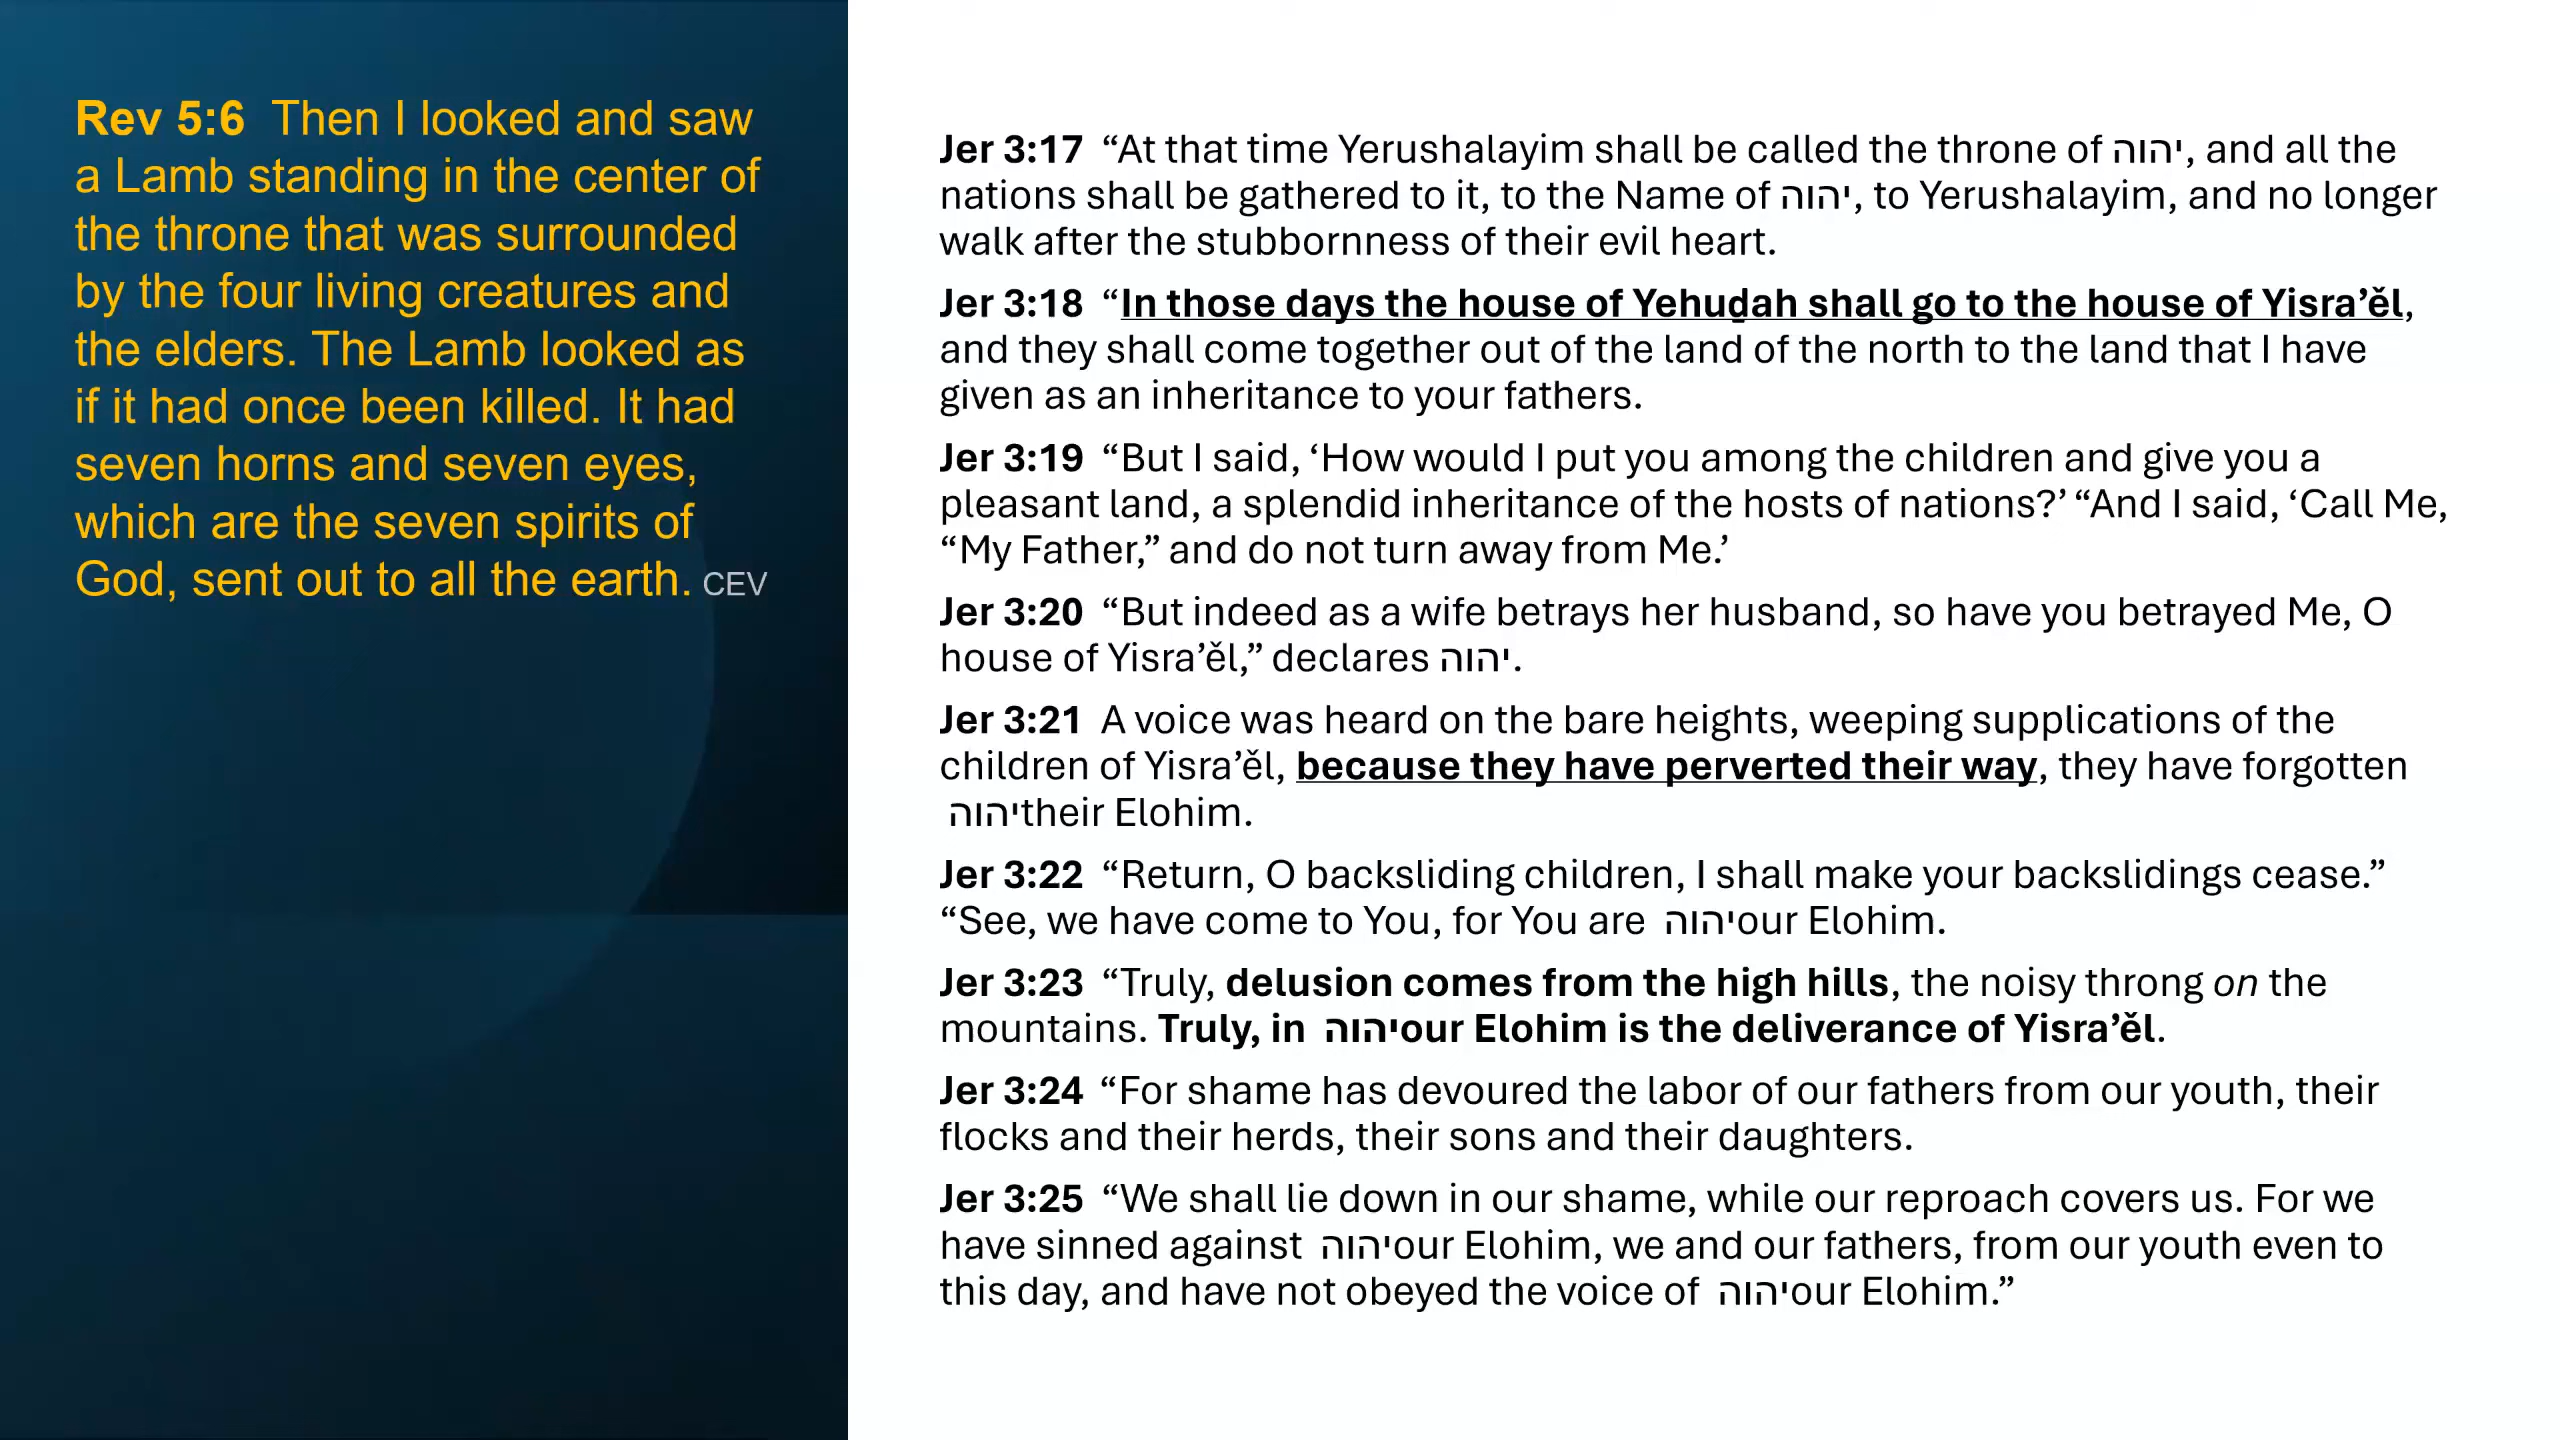 Rev 5:6  Then I looked and saw
a Lamb standing in the center of
the throne that was surrounded
by the four living creatures and
the elders. The Lamb looked as
if it had once been killed. It had
seven horns and seven eyes,
which are the seven spirits of
God, sent out to all the earth. CEV
Jer 3:17  “At that time Yerushalayim shall be called the throne of יהוה, and all the
nations shall be gathered to it, to the Name of יהוה, to Yerushalayim, and no longer
walk after the stubbornness of their evil heart.
Jer 3:18  “In those days the house of Yehuḏah shall go to the house of Yisra’ěl,
and they shall come together out of the land of the north to the land that I have
given as an inheritance to your fathers.
Jer 3:19  “But I said, ‘How would I put you among the children and give you a
pleasant land, a splendid inheritance of the hosts of nations?’ “And I said, ‘Call Me,
“My Father,” and do not turn away from Me.’
Jer 3:20  “But indeed as a wife betrays her husband, so have you betrayed Me, O
house of Yisra’ěl,” declares יהוה.
Jer 3:21  A voice was heard on the bare heights, weeping supplications of the
children of Yisra’ěl, because they have perverted their way, they have forgotten
יהוהtheir Elohim.
Jer 3:22  “Return, O backsliding children, I shall make your backslidings cease.”
“See, we have come to You, for You are יהוהour Elohim.
Jer 3:23  “Truly, delusion comes from the high hills, the noisy throng on the
mountains. Truly, in יהוהour Elohim is the deliverance of Yisra’ěl.
Jer 3:24  “For shame has devoured the labor of our fathers from our youth, their
flocks and their herds, their sons and their daughters.
Jer 3:25  “We shall lie down in our shame, while our reproach covers us. For we
have sinned against יהוהour Elohim, we and our fathers, from our youth even to
this day, and have not obeyed the voice of יהוהour Elohim.”